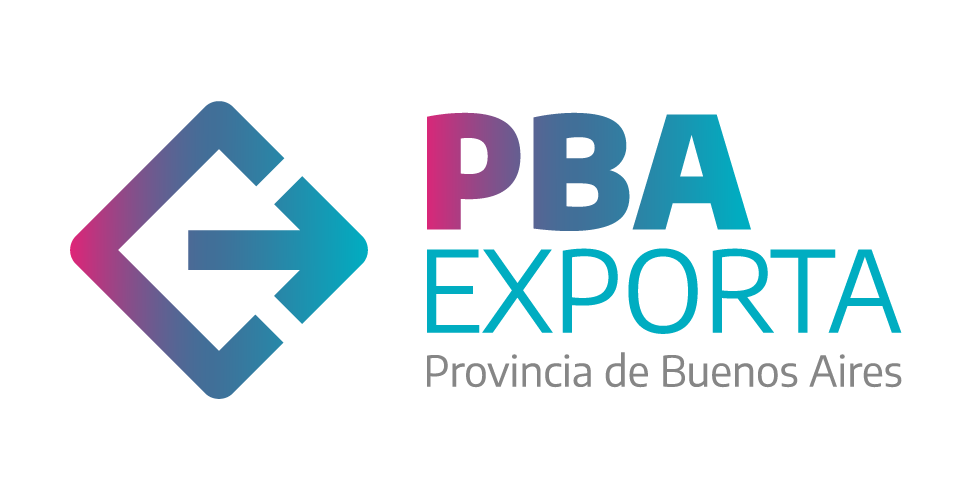 PBA
EXPORTA
Provincia de Buenos Aires